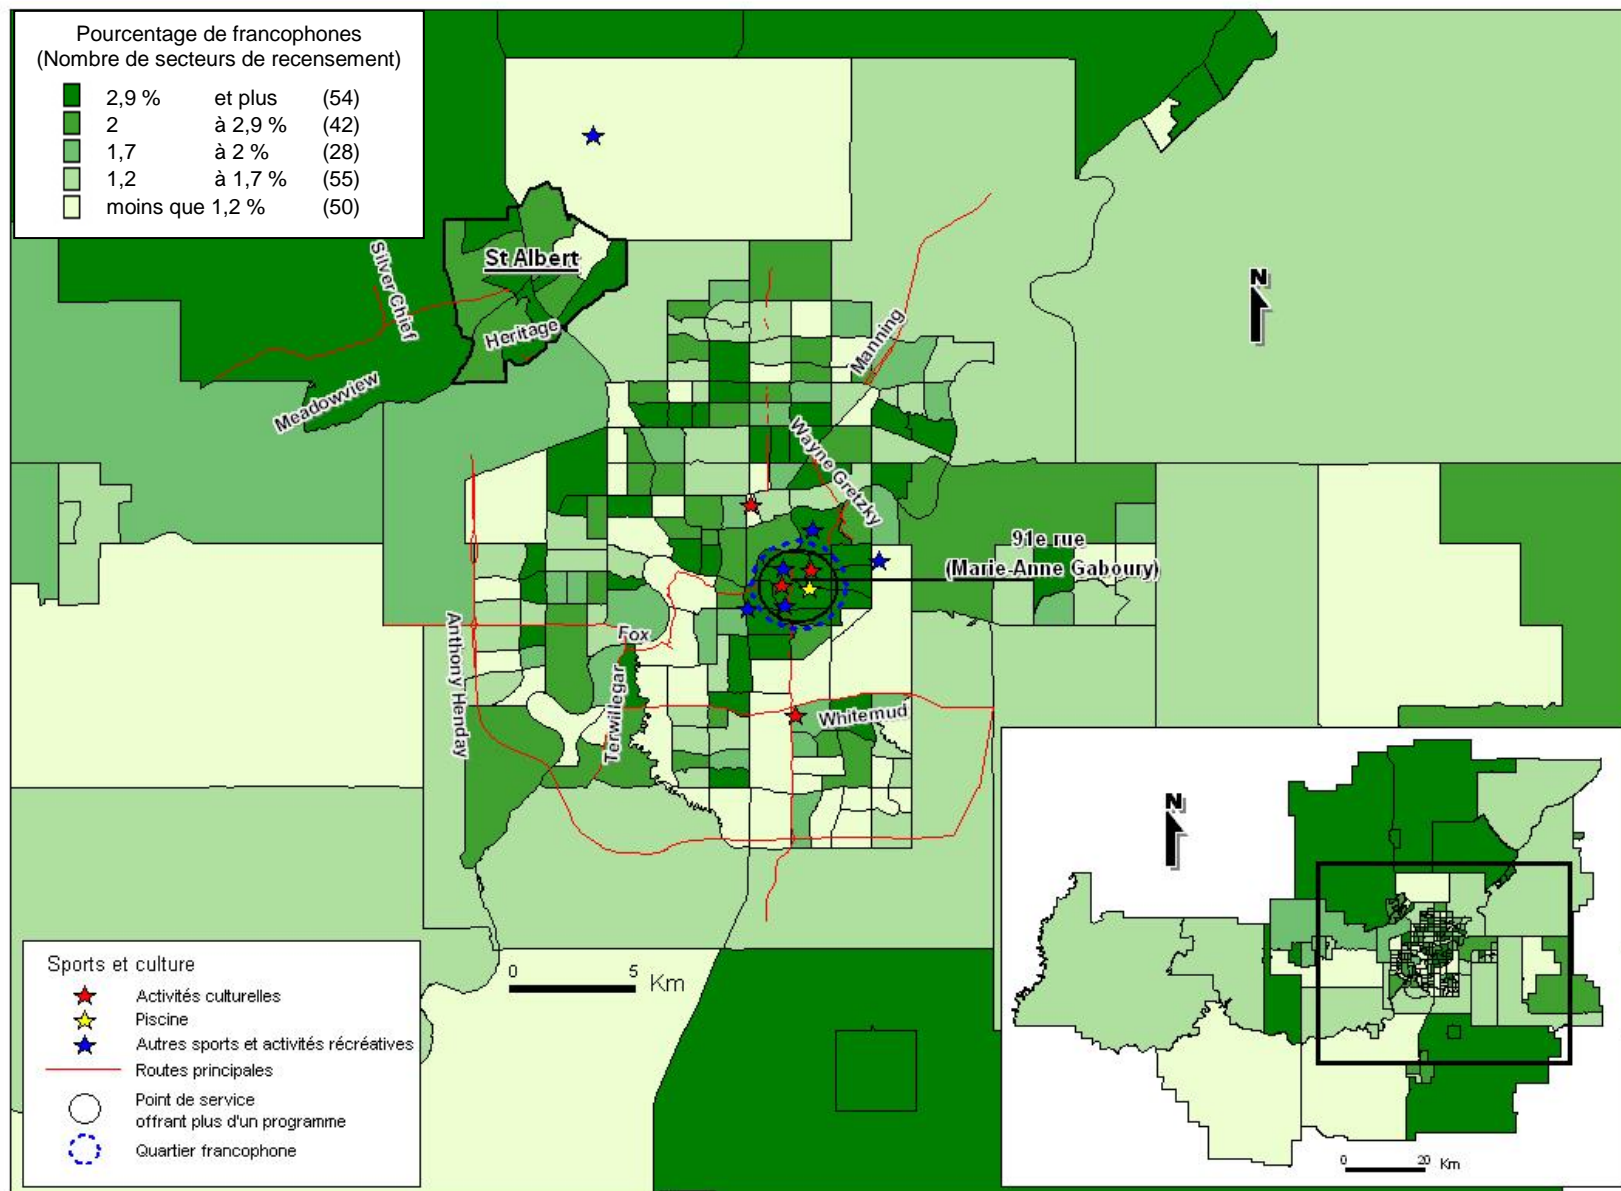 Pourcentage de francophones
(Nombre de secteurs de recensement)
2,9 % et plus (54)
2 à 2,9 % (42)
1,7 à 2 % (28)
1,2 à 1,7 % (55)
moins que 1,2 % (50)
St Albert
Silver Chief
Heritage
Meadowview
N
Manning
Wayne Gretzky
91e rue
(Marie-Anne Gaboury)
Anthony Henday
Fox
Terwillegar
Whitemud
N
0 5 Km
0 20 Km
Sports et culture
Activités culturelles
Piscine
Autres sports et activités récréatives
Routes principales
Point de service
offrant plus d'un programme
Quartier francophone